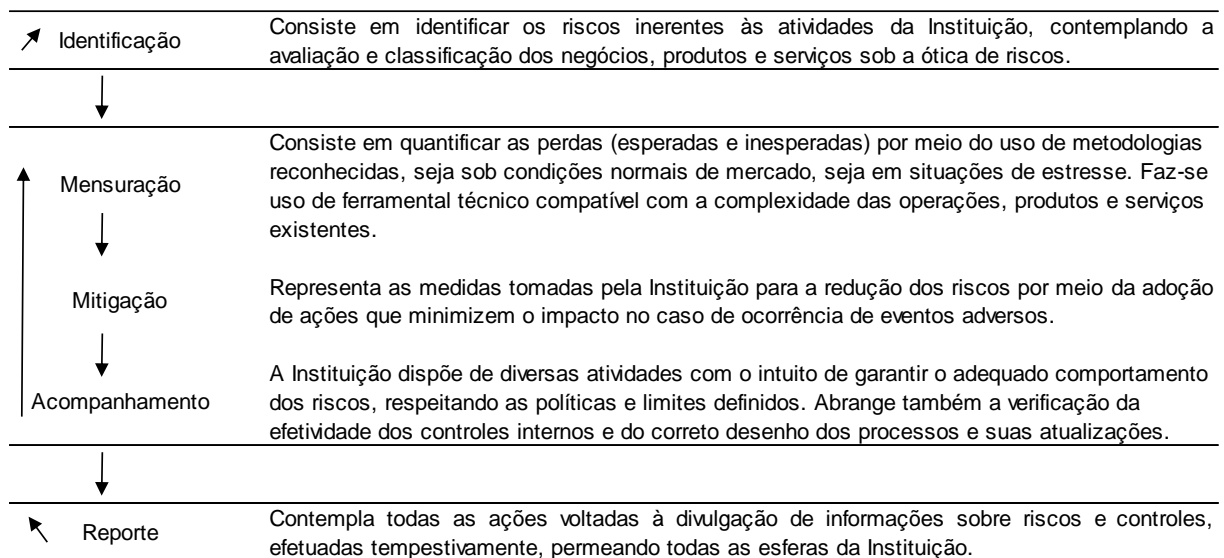 Identificação
Consiste em identificar os riscos inerentes às atividades da Instituição, contemplando a
avaliação e classificação dos negócios, produtos e serviços sob a ótica de riscos.
Mensuração
Consiste em quantificar as perdas (esperadas e inesperadas) por meio do uso de metodologias
reconhecidas, seja sob condições normais de mercado, seja em situações de estresse. Faz-se
uso de ferramental técnico compatível com a complexidade das operações, produtos e serviços
existentes.
Mitigação
Representa as medidas tomadas pela Instituição para a redução dos riscos por meio da adoção
de ações que minimizem o impacto no caso de ocorrência de eventos adversos.
Acompanhamento
A Instituição dispõe de diversas atividades com o intuito de garantir o adequado comportamento
dos riscos, respeitando as políticas e limites definidos. Abrange também a verificação da
efetividade dos controles internos e do correto desenho dos processos e suas atualizações.
Reporte
Contempla todas as ações voltadas à divulgação de informações sobre riscos e controles,
efetuadas tempestivamente, permeando todas as esferas da Instituição.